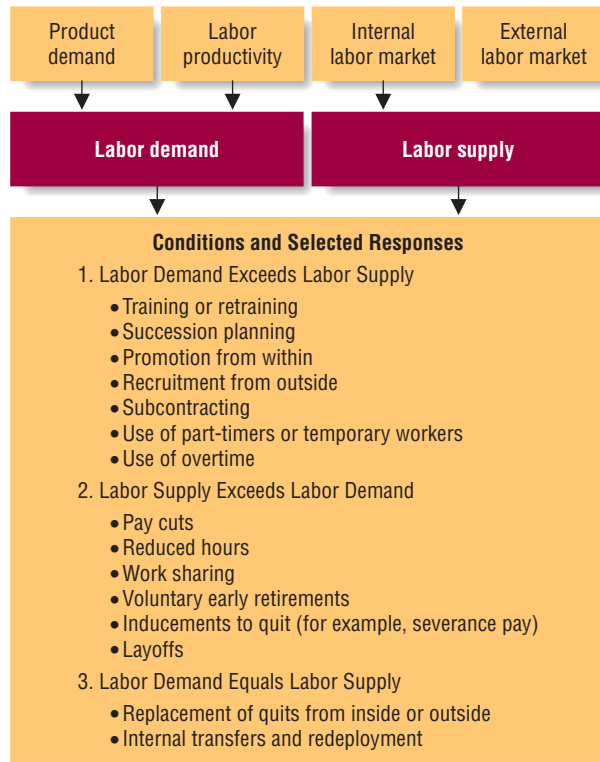 Product
demand
Labor
productivity
Internal
labor market
External
labor market
Labor demand
Labor supply
Conditions and Selected Responses
1. Labor Demand Exceeds Labor Supply
• Training or retraining
• Succession planning
• Promotion from within
• Recruitment from outside
• Subcontracting
• Use of part-timers or temporary workers
• Use of overtime
2. Labor Supply Exceeds Labor Demand
• Pay cuts
• Reduced hours
• Work sharing
• Voluntary early retirements
• Inducements to quit (for example, severance pay)
• Layoffs
3. Labor Demand Equals Labor Supply
• Replacement of quits from inside or outside
• Internal transfers and redeployment